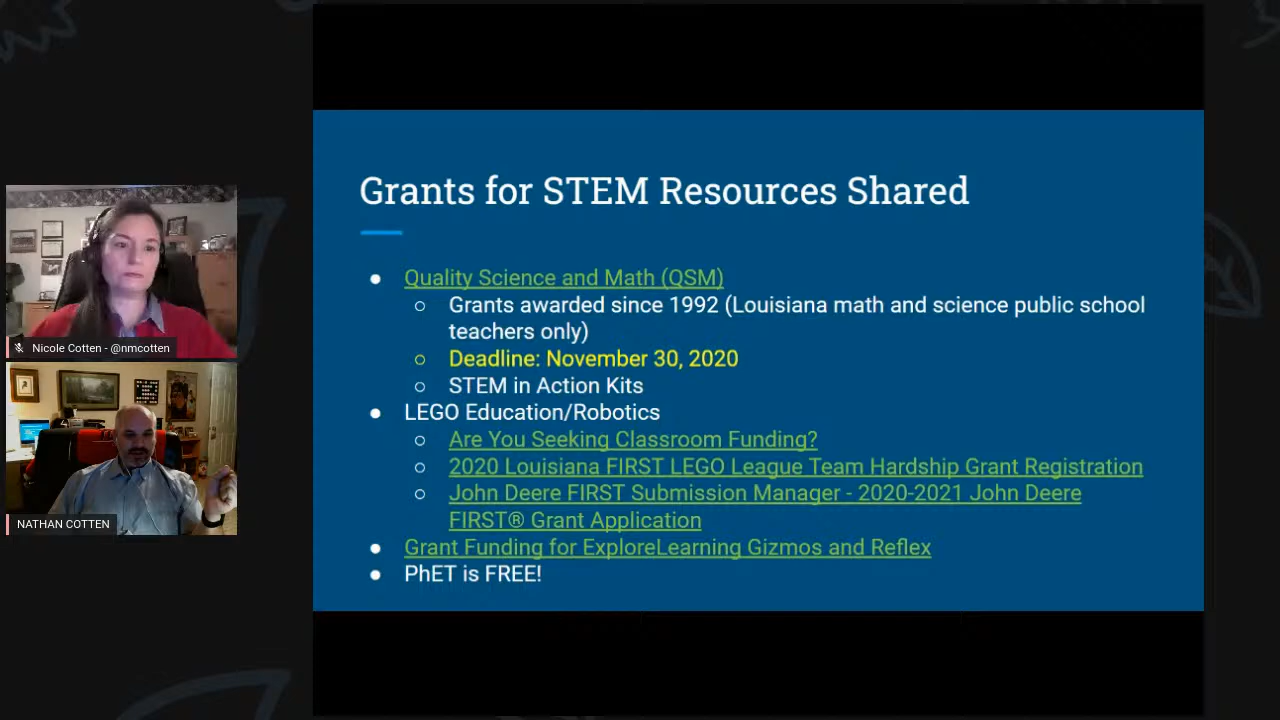 Grants for STEM Resources Shared
● Quality Science and Math (QSM)
○ Grants awarded since 1992 (Louisiana math and science public school
teachers only)
○ Deadline: November 30, 2020
○ STEM in Action Kits
● LEGO Education/Robotics
○ Are You Seeking Classroom Funding?
○ 2020 Louisiana FIRST LEGO League Team Hardship Grant Registration
○ John Deere FIRST Submission Manager - 2020-2021 John Deere
FIRST® Grant Application
● Grant Funding for ExploreLearning Gizmos and Reflex
● PhET is FREE!
Nicole Cotten - @nmcotten
NATHAN COTTEN